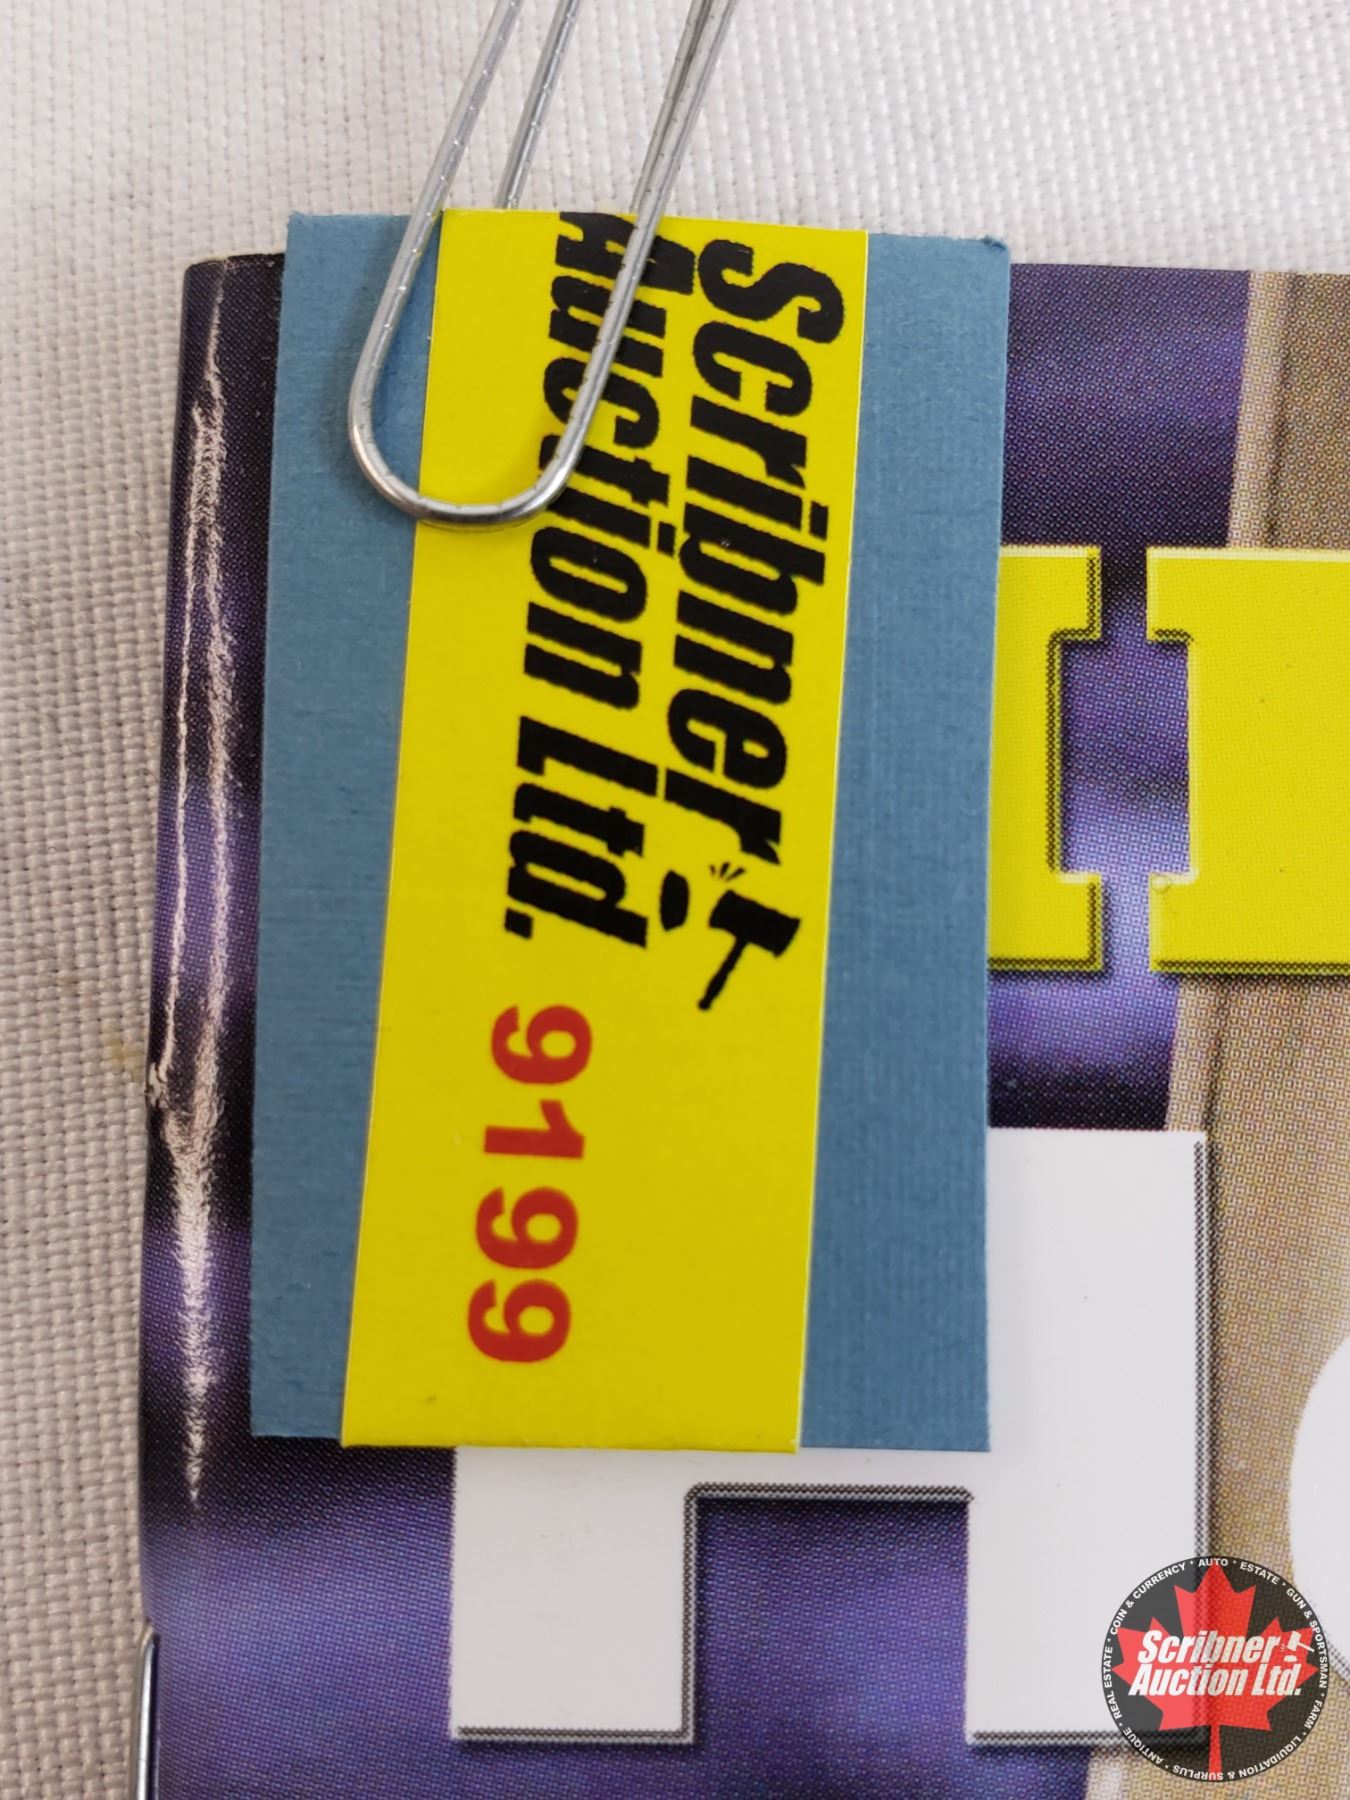 Scribner
Auction Ltd.
9199
H
AUTO * ESTATE * GUN & SPORTSMAN * FARM * LIQUIDATION & SURPLUS * ANTIQUE * REAL ESTATE * COIN & CURRENCY *
Scribner
Auction Ltd.